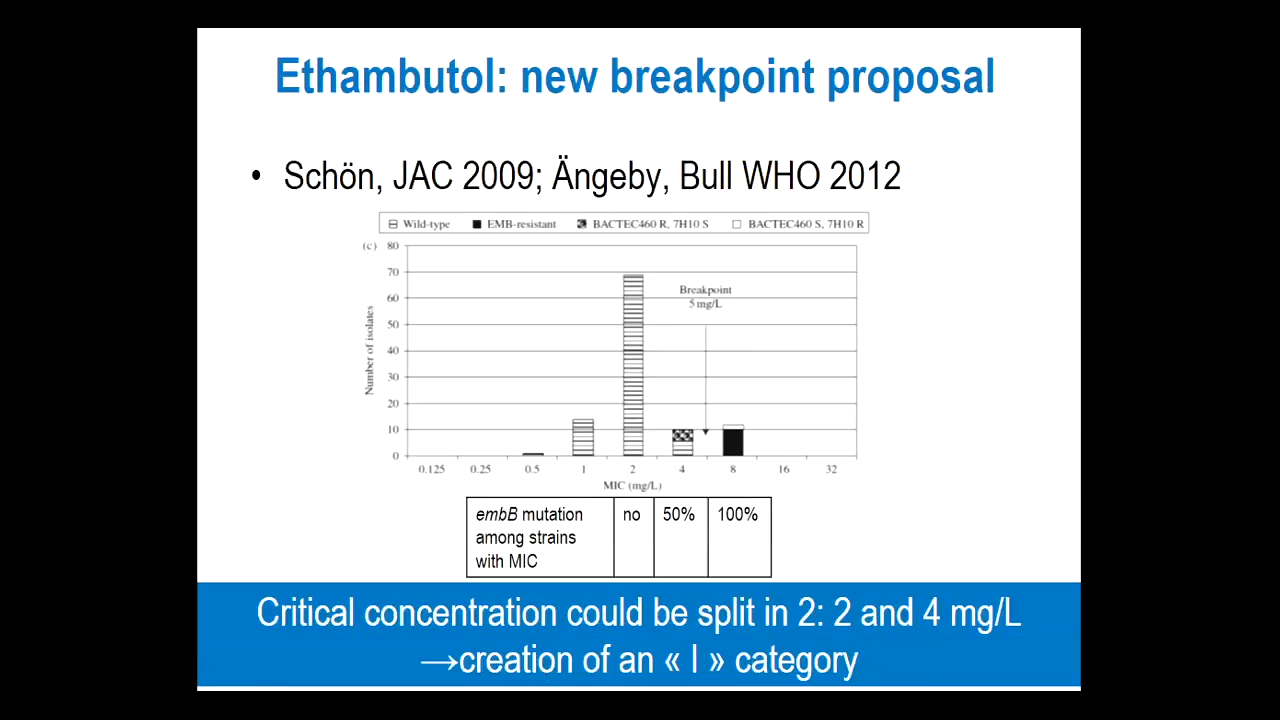 Ethambutol: new breakpoint proposal
• Schön, JAC 2009; Ängeby, Bull WHO 2012
Wild-type EMB-resistant BACTEC460 R, 7H10 S BACTEC460 S, 7H10 R
(c)
80
70
60
50
40
30
20
10
0
Number of isolates
Breakpoint
5 mg/L
0.125 0.25 0.5 1 2 4 8 16 32
MIC (mg/L)
embB mutation among strains with MIC
no 50% 100%
Critical concentration could be split in 2: 2 and 4 mg/L
→creation of an « I » category